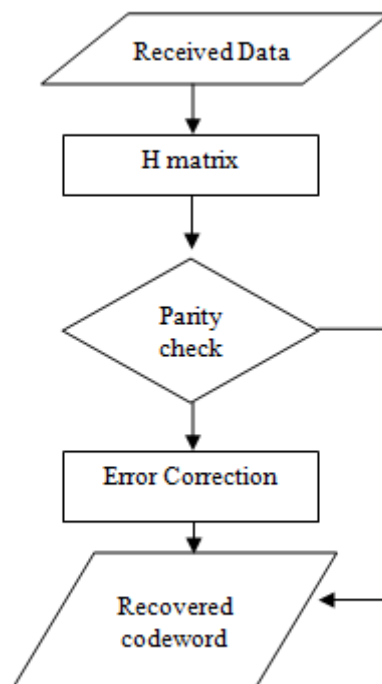 Received Data
H matrix
Parity
check
Error Correction
Recovered
codeword